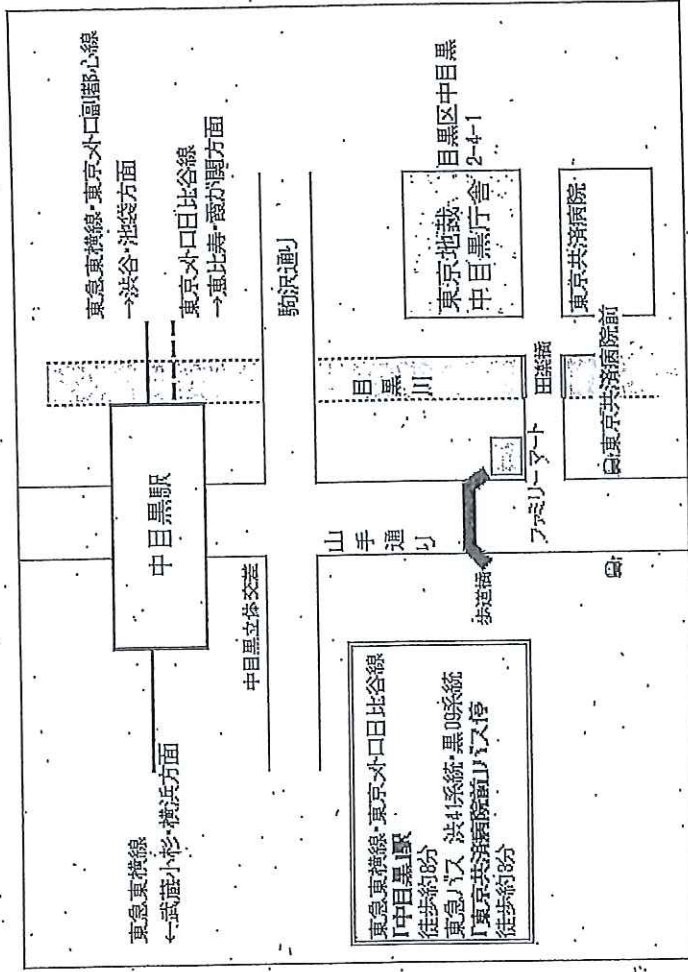 東急東横線・東京メトロ副都心線
→渋谷・池袋方面
東京メトロ日比谷線
→恵比寿・霞が関方面
東急東横線
←武蔵小杉・横浜方面
中目黒駅
中目黒立体交差
駒沢通り
山手通り
目黒川
東京地裁
中目黒庁舎
目黒区中目黒
2-4-1
歩道橋
ファミリーマート
田楽橋
東京共済病院
東京共済病院前
東急東横線・東京メトロ日比谷線
「中目黒」駅
徒歩約8分
東急バス 渋41系統・黒09系統
「東京共済病院前」バス停
徒歩約3分